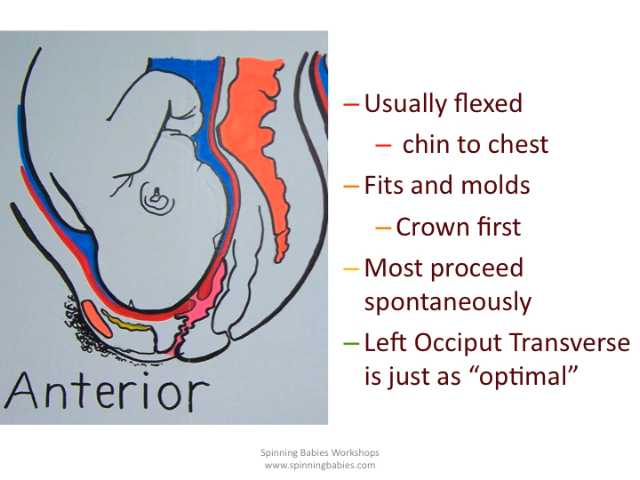 – Usually flexed
– chin to chest
– Fits and molds
– Crown first
– Most proceed
spontaneously
– Left Occiput Transverse
is just as “optimal”
Anterior
Spinning Babies Workshops
www.spinningbabies.com